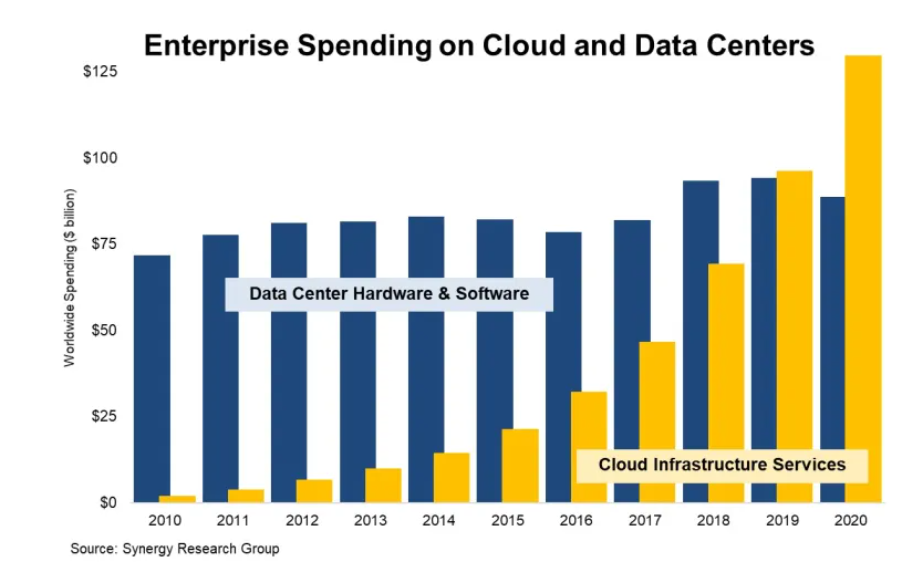 Enterprise Spending on Cloud and Data Centers
$125
$100
$75
$50
$25
$0
Worldwide Spending ($ billion)
Data Center Hardware & Software
Cloud Infrastructure Services
2010 2011 2012 2013 2014 2015 2016 2017 2018 2019 2020
Source: Synergy Research Group